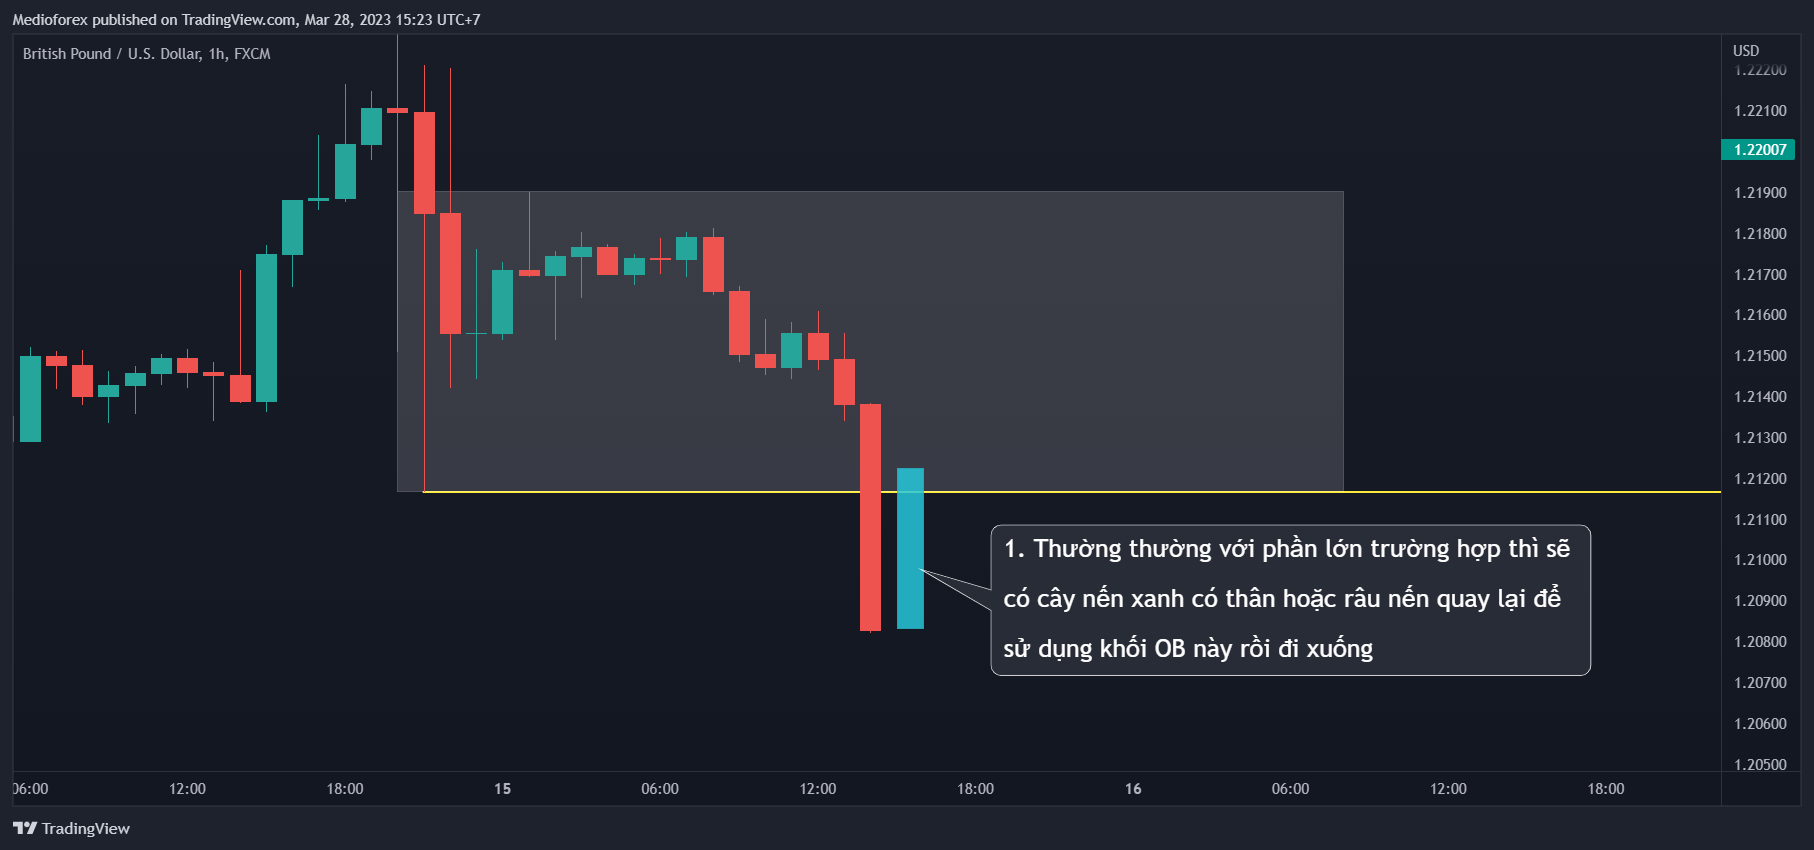 Medioforex published on TradingView.com, Mar 28, 2023 15:23 UTC+7
British Pound / U.S. Dollar, 1h, FXCM
USD
1.22200
1.22100
1.22007
1.21900
1.21800
1.21700
1.21600
1.21500
1.21400
1.21300
1.21200
1.21100
1.21000
1.20900
1.20800
1.20700
1.20600
1.20500
1. Thường thường với phần lớn trường hợp thì sẽ
có cây nến xanh có thân hoặc râu nến quay lại để
sử dụng khối OB này rồi đi xuống
06:00 12:00 18:00 15 06:00 12:00 18:00 16 06:00 12:00 18:00
TradingView